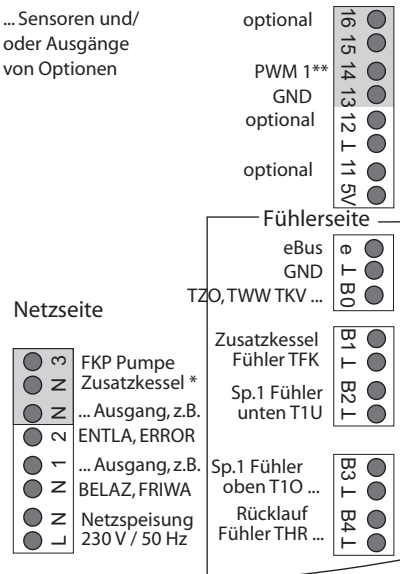 ... Sensoren und/
oder Ausgänge
von Optionen
optional
PWM 1**
GND
optional
optional
16
15
14
13
12
⊥
11
5V
Fühlerseite
eBus
GND
TZO, TWW TKV ...
e
⊥
B0
Zusatzkessel
Fühler TFK
Sp.1 Fühler
unten T1U
B1
⊥
B2
⊥
Sp.1 Fühler
oben T1O ...
Rücklauf
Fühler THR ...
B3
⊥
B4
⊥
Netzseite
3
N
N
2
1
N
N
L
FKP Pumpe
Zusatzkessel *
... Ausgang, z.B.
ENTLA, ERROR
... Ausgang, z.B.
BELAZ, FRIWA
Netzspeisung
230 V / 50 Hz